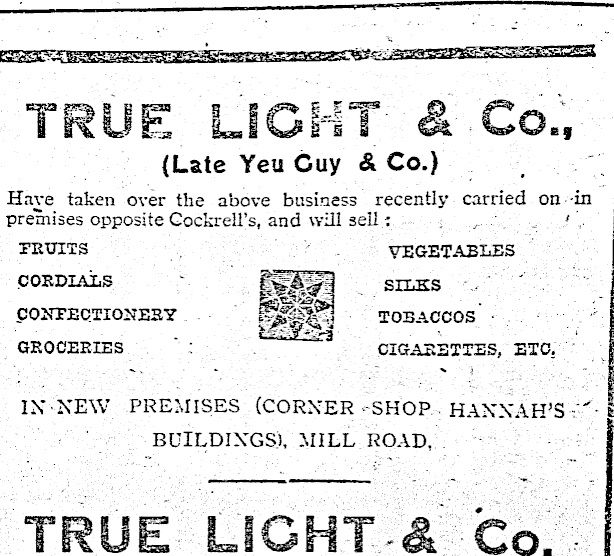 TRUE LIGHT & Co.,
(Late Yeu Guy & Co.)
Have taken over the above business recently carried on in
premises opposite Cockrell's, and will sell :
FRUITS
CORDIALS
CONFECTIONERY
GROCERIES
VEGETABLES
SILKS
TOBACCOS
CIGARETTES, ETC.
IN NEW PREMISES (CORNER SHOP HANNAH'S
BUILDINGS), MILL ROAD,
TRUE LIGHT & Co.